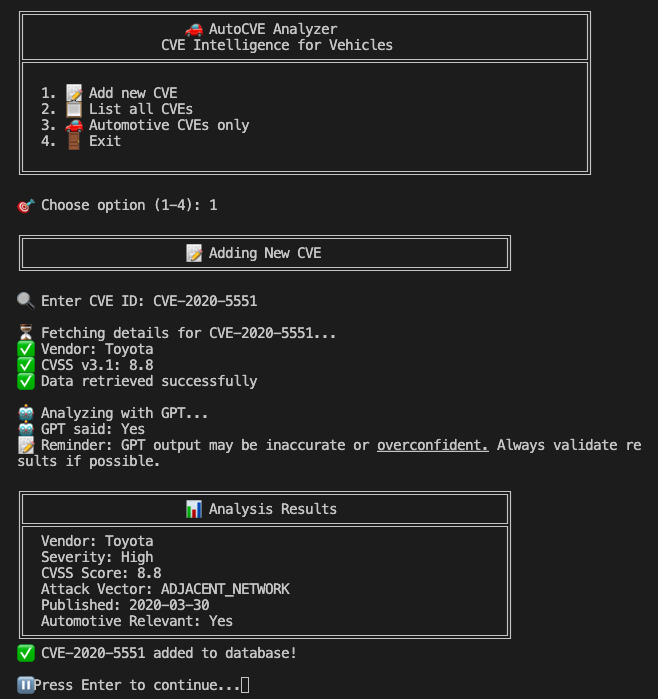 🚗 AutoCVE Analyzer
CVE Intelligence for Vehicles
1. 📝 Add new CVE
2. 📋 List all CVEs
3. 🚗 Automotive CVEs only
4. 🚪 Exit
🎯 Choose option (1-4): 1
📝 Adding New CVE
🔍 Enter CVE ID: CVE-2020-5551
⏳ Fetching details for CVE-2020-5551...
✅ Vendor: Toyota
✅ CVSS v3.1: 8.8
✅ Data retrieved successfully
🤖 Analyzing with GPT...
🤖 GPT said: Yes
📝 Reminder: GPT output may be inaccurate or overconfident. Always validate re
sults if possible.
📊 Analysis Results
Vendor: Toyota
Severity: High
CVSS Score: 8.8
Attack Vector: ADJACENT_NETWORK
Published: 2020-03-30
Automotive Relevant: Yes
✅ CVE-2020-5551 added to database!
⏸️Press Enter to continue...